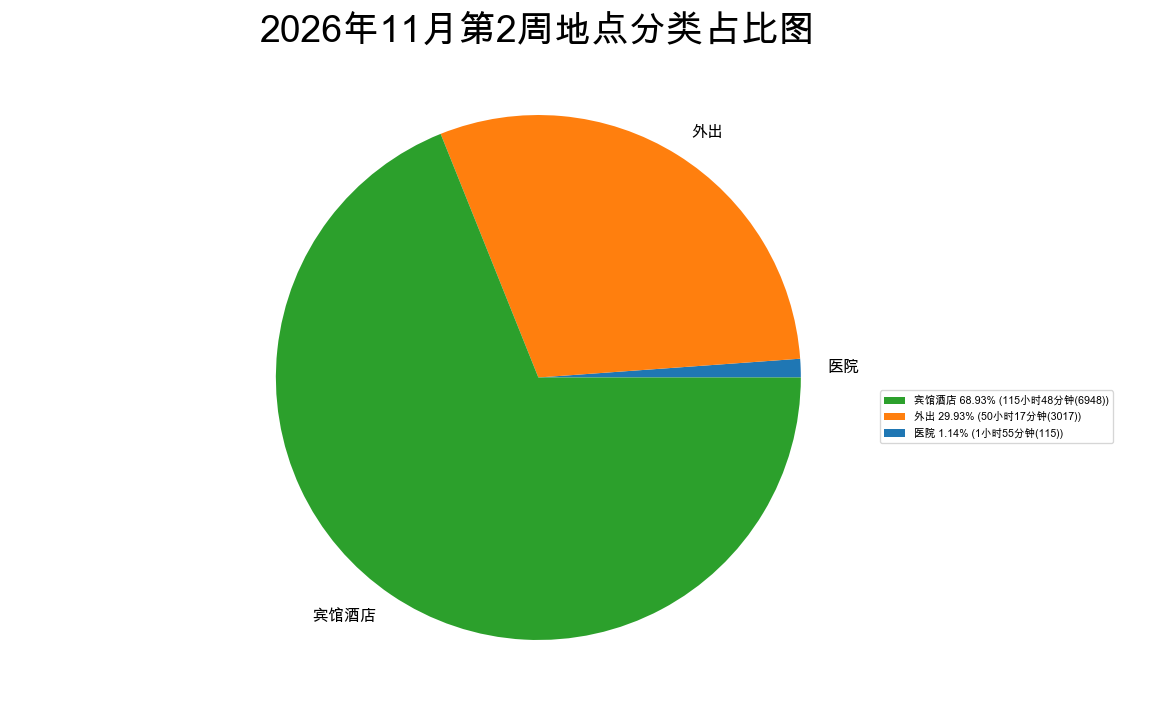 2026年11月第2周地点分类占比图
外出
医院
宾馆酒店 68.93% (115小时48分钟(6948))
外出 29.93% (50小时17分钟(3017))
医院 1.14% (1小时55分钟(115))
宾馆酒店